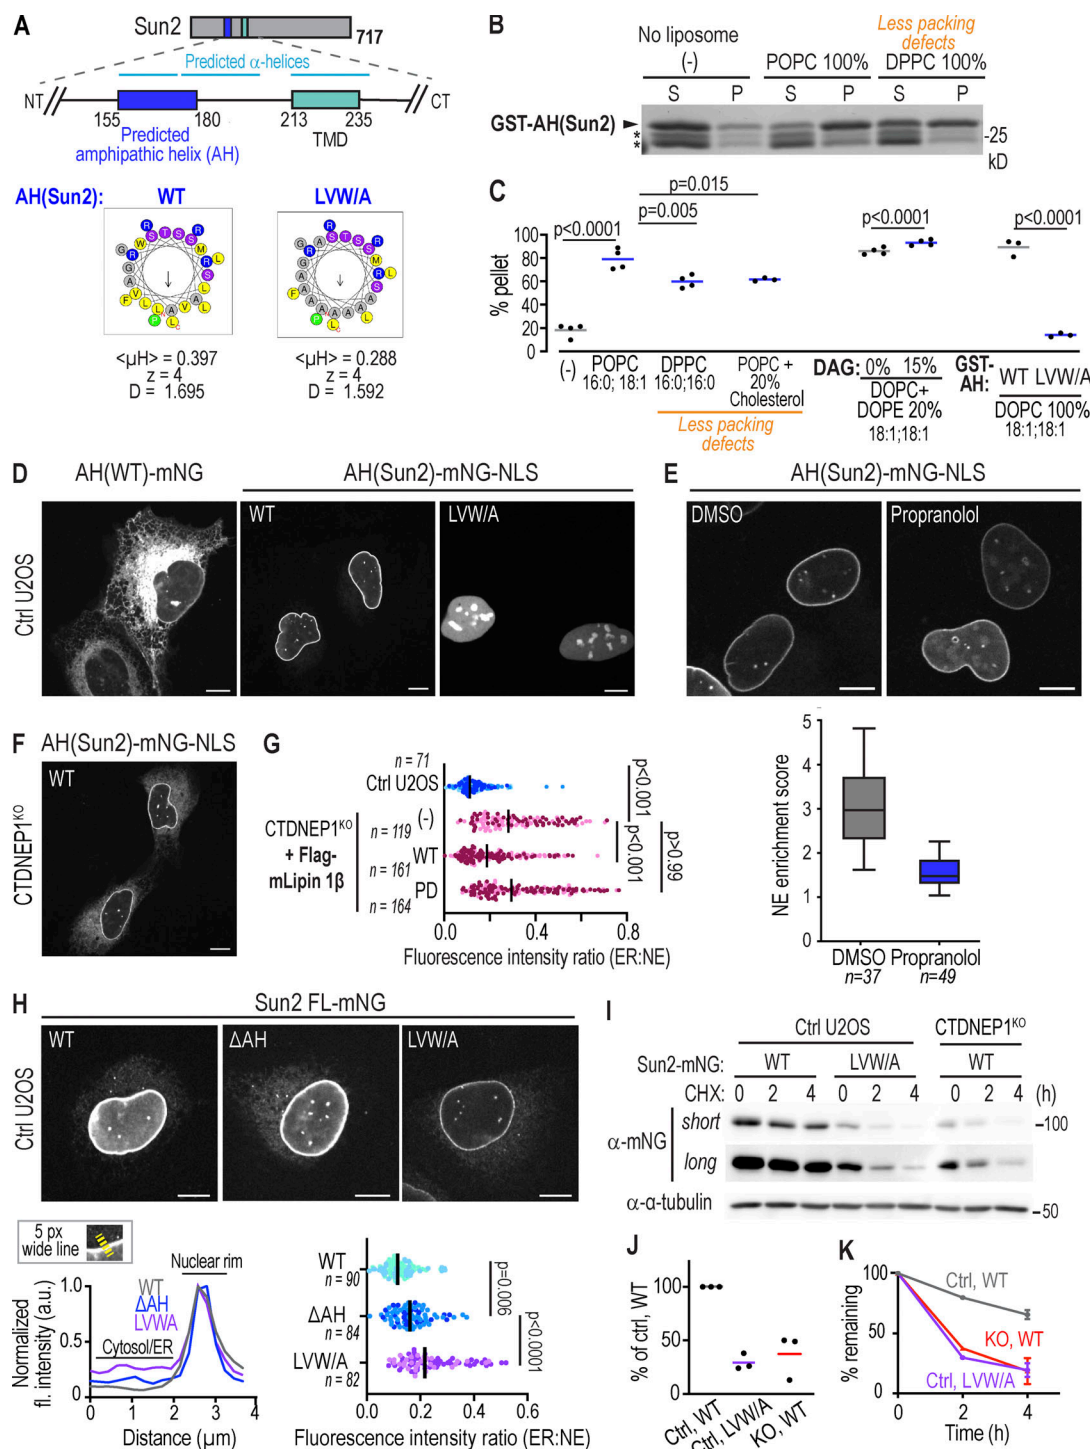 A
Sun2
717
Predicted α-helices
NT
CT
155
180
213
235
Predicted
amphipathic helix (AH)
TMD
AH(Sun2):
WT
LVW/A
<µH> = 0.397
z = 4
D = 1.695
<µH> = 0.288
z = 4
D = 1.592
B
No liposome
(-)
POPC 100%
Less packing
defects
DPPC 100%
S
P
S
P
S
P
GST-AH(Sun2)
*
*
-25
kD
C
p<0.0001
p=0.015
p=0.005
p<0.0001
p<0.0001
% pellet
100
80
60
40
20
0
(-)
POPC
16:0; 18:1
DPPC
16:0;16:0
POPC +
20%
Cholesterol
Less packing
defects
DAG:
0%
15%
DOPC+
DOPE 20%
18:1;18:1
GST-
AH:
WT
LVW/A
DOPC 100%
18:1;18:1
D
AH(WT)-mNG
AH(Sun2)-mNG-NLS
Ctrl U2OS
WT
LVW/A
E
AH(Sun2)-mNG-NLS
DMSO
Propranolol
NE enrichment score
5
4
3
2
1
0
DMSO
n=37
Propranolol
n=49
F
AH(Sun2)-mNG-NLS
CTDNEP1KO
WT
G
n = 71
Ctrl U2OS
(-)
n = 119
CTDNEP1KO
+ Flag-
mLipin 1β
WT
n = 161
PD
n = 164
p<0.001
p<0.001
p>0.99
0.0
0.2
0.4
0.6
0.8
Fluorescence intensity ratio (ER:NE)
H
Sun2 FL-mNG
Ctrl U2OS
WT
ΔAH
LVW/A
5 px
wide line
Nuclear rim
WT
ΔAH
LVWA
Cytosol/ER
Normalized
fl. intensity (a.u.)
1.0
0.5
0.0
0
2
3
4
Distance (µm)
WT
n = 90
ΔAH
n = 84
LVW/A
n = 82
p=0.006
p<0.0001
0.0
0.2
0.4
0.6
Fluorescence intensity ratio (ER:NE)
I
Ctrl U2OS
CTDNEP1KO
Sun2-mNG:
WT
LVW/A
WT
CHX:
0
2
4
0
2
4
0
2
4
(h)
α-mNG
short
long
-100
α-α-tubulin
-50
J
% of ctrl, WT
100
50
0
Ctrl, WT
Ctrl, LVW/A
KO, WT
K
% remaining
100
50
0
Ctrl, WT
KO, WT
Ctrl, LVW/A
0
2
4
Time (h)